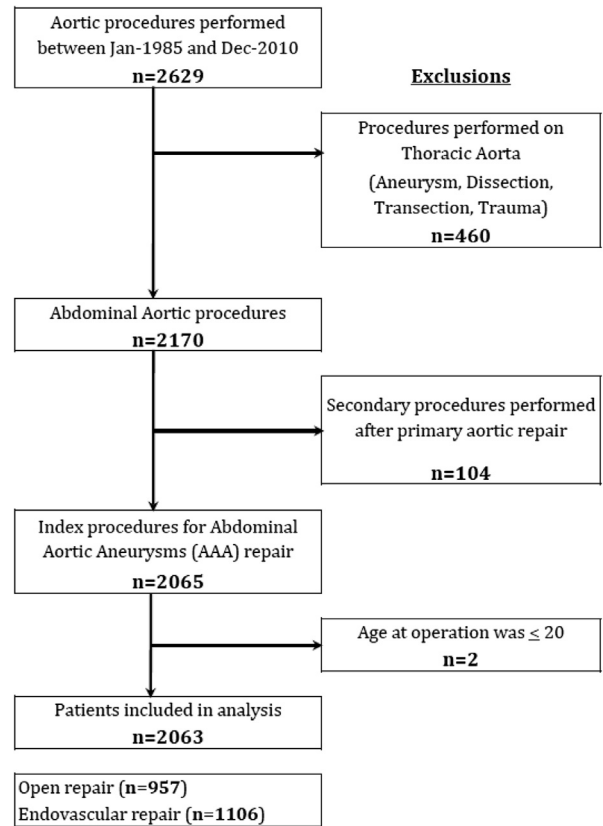 Aortic procedures performed
between Jan-1985 and Dec-2010
n=2629
Exclusions
Procedures performed on
Thoracic Aorta
(Aneurysm, Dissection,
Transection, Trauma)
n=460
Abdominal Aortic procedures
n=2170
Secondary procedures performed
after primary aortic repair
n=104
Index procedures for Abdominal
Aortic Aneurysms (AAA) repair
n=2065
Age at operation was ≤ 20
n=2
Patients included in analysis
n=2063
Open repair (n=957)
Endovascular repair (n=1106)